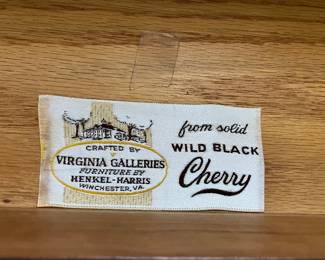 CRAFTED BY
VIRGINIA GALLERIES
FURNITURE BY
HENKEL-HARRIS
WINCHESTER, VA.
from solid
WILD BLACK
Cherry